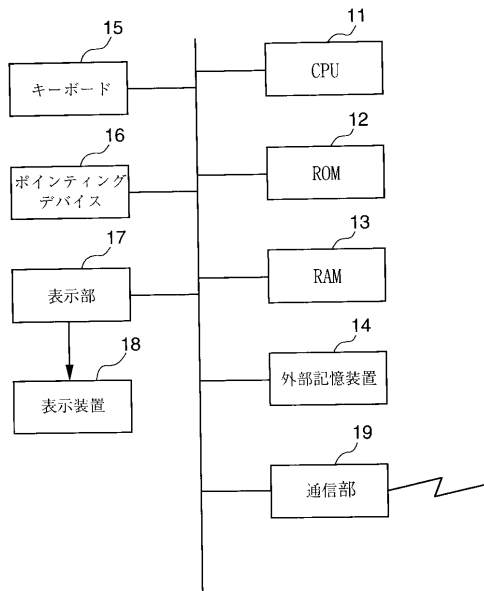 15
キーボード
16
ポインティング
デバイス
17
表示部
18
表示装置
11
CPU
12
ROM
13
RAM
14
外部記憶装置
19
通信部